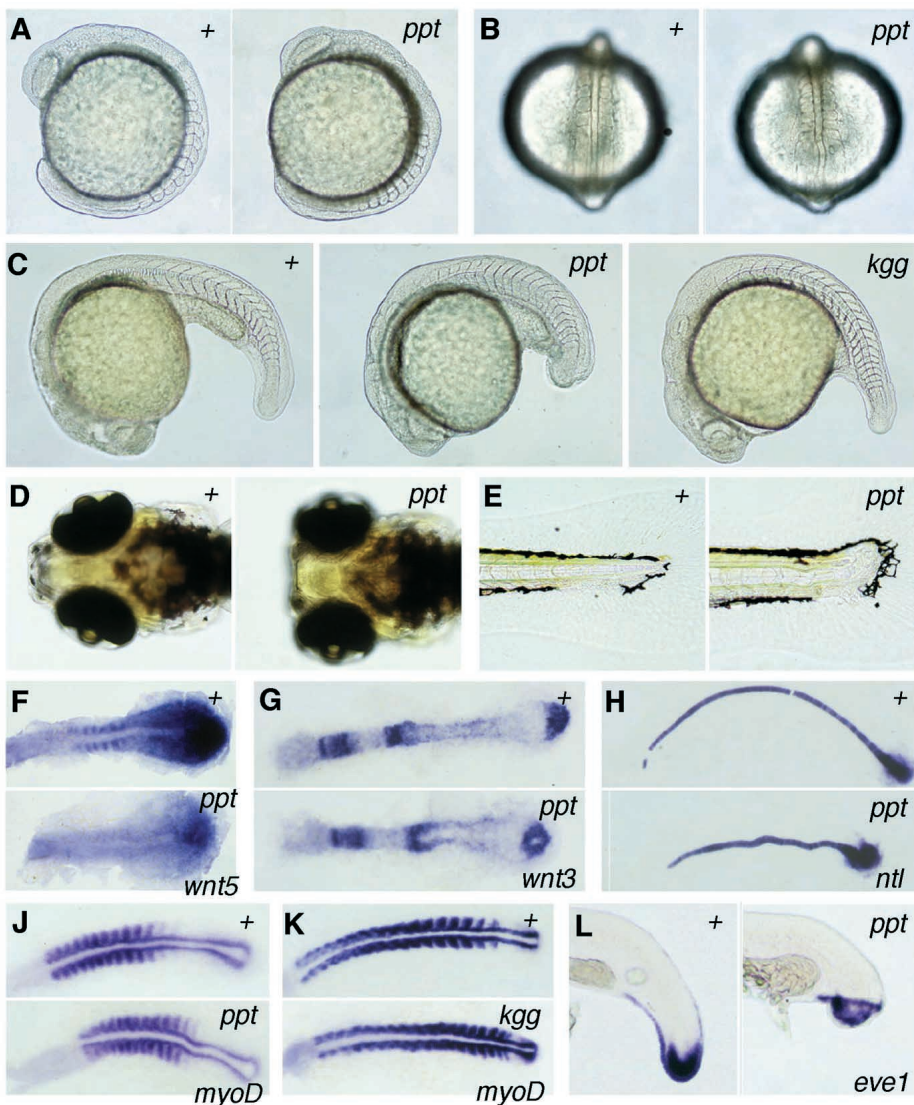 A + ppt B + ppt
C + ppt kgg
D + ppt E + ppt
F + G + H +
ppt ppt ppt
wnt5 wnt3 ntl
J + K + L + ppt
ppt kgg
myoD myoD eve1